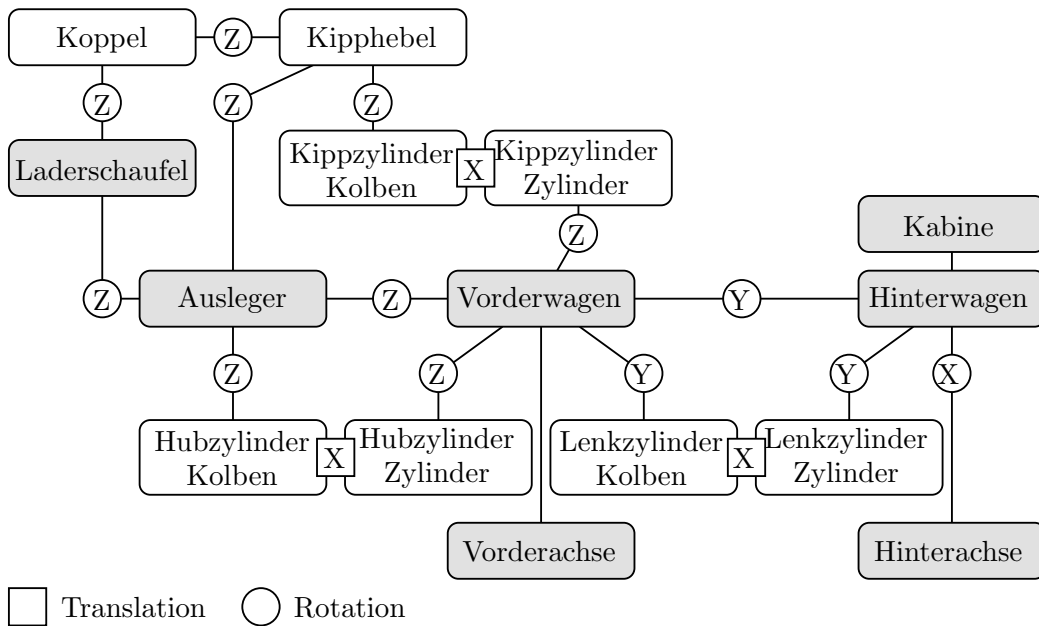 Koppel
Z
Kipphebel
Z
Z
Z
Laderschaufel
Kippzylinder
Kolben
X
Kippzylinder
Zylinder
Z
Kabine
Z
Ausleger
Z
Vorderwagen
Y
Hinterwagen
Z
Z
Y
Y
X
Hubzylinder
Kolben
X
Hubzylinder
Zylinder
Lenkzylinder
Kolben
X
Lenkzylinder
Zylinder
Vorderachse
Hinterachse
Translation
Rotation